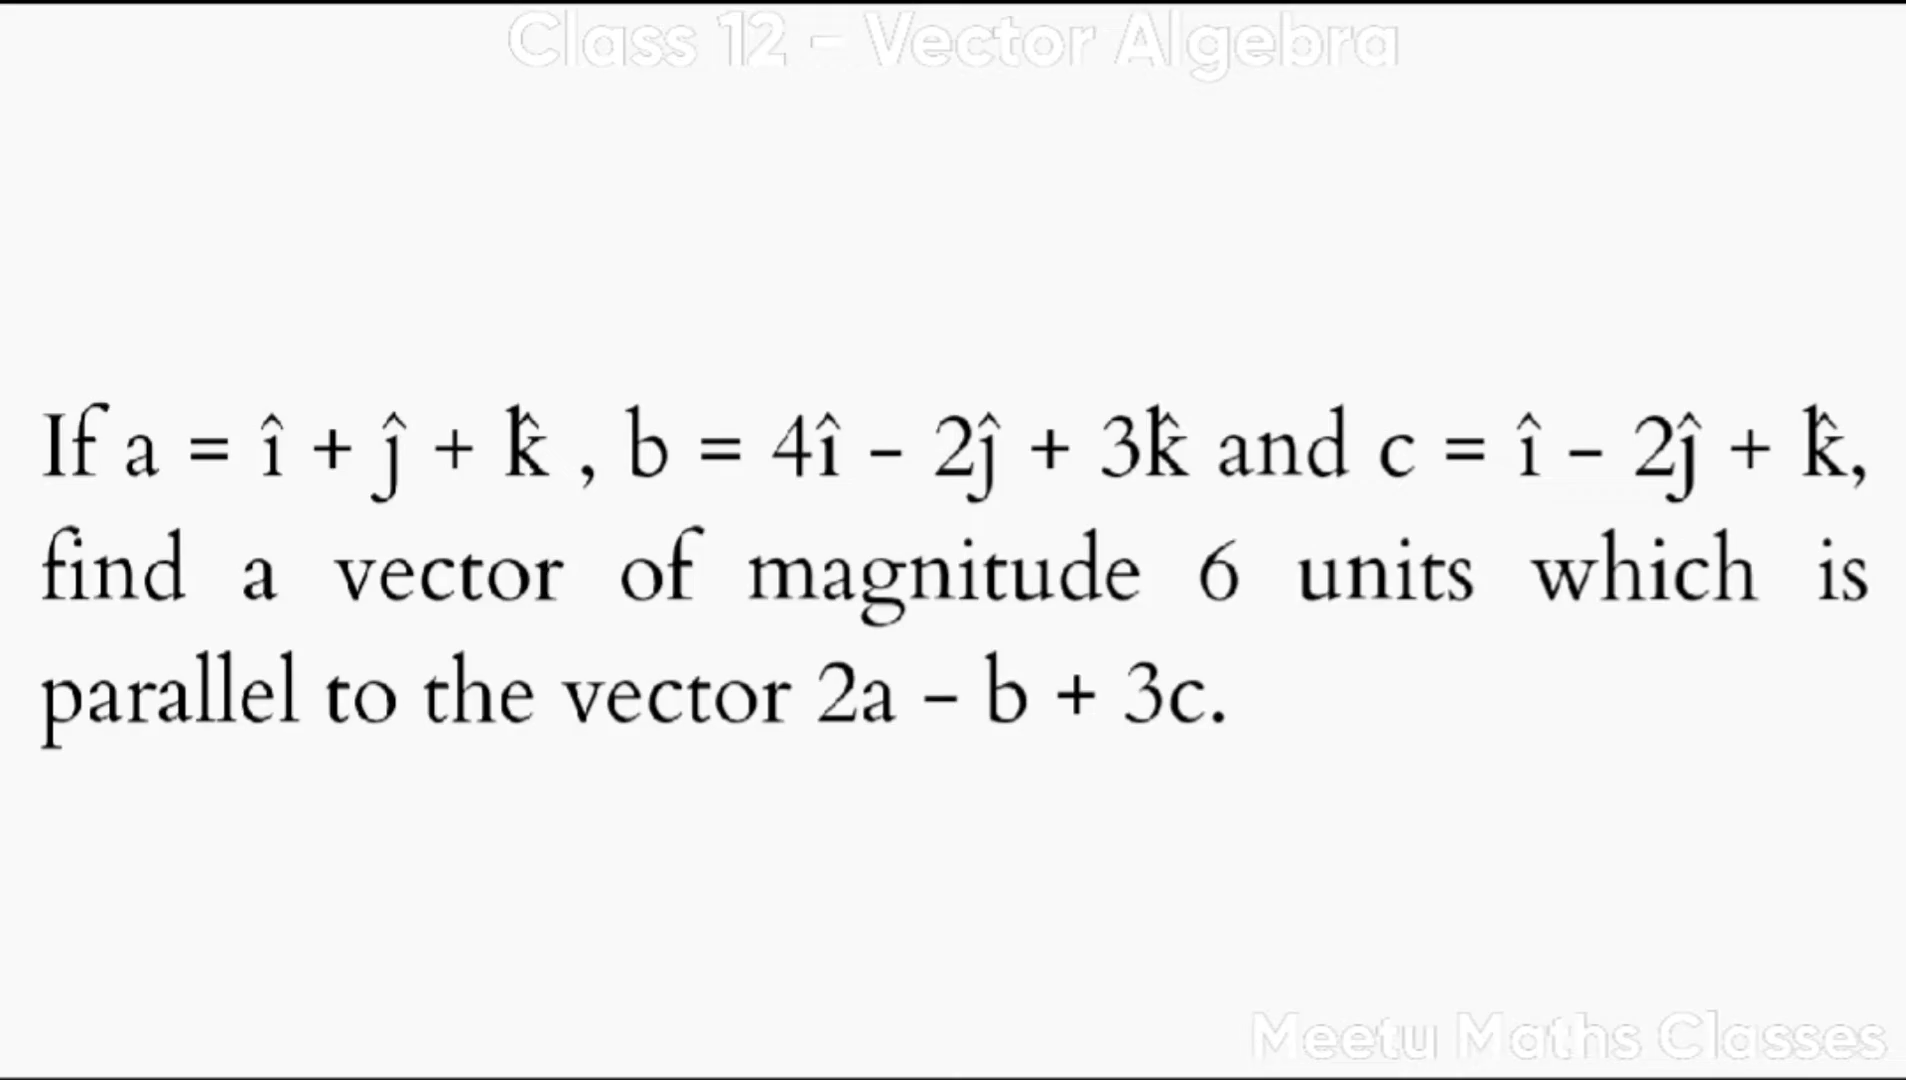 Class 12 - Vector Algebra
If a = î + ĵ + k̂ , b = 4î - 2ĵ + 3k̂ and c = î - 2ĵ + k̂,
find a vector of magnitude 6 units which is
parallel to the vector 2a - b + 3c.
Meetu Maths Classes